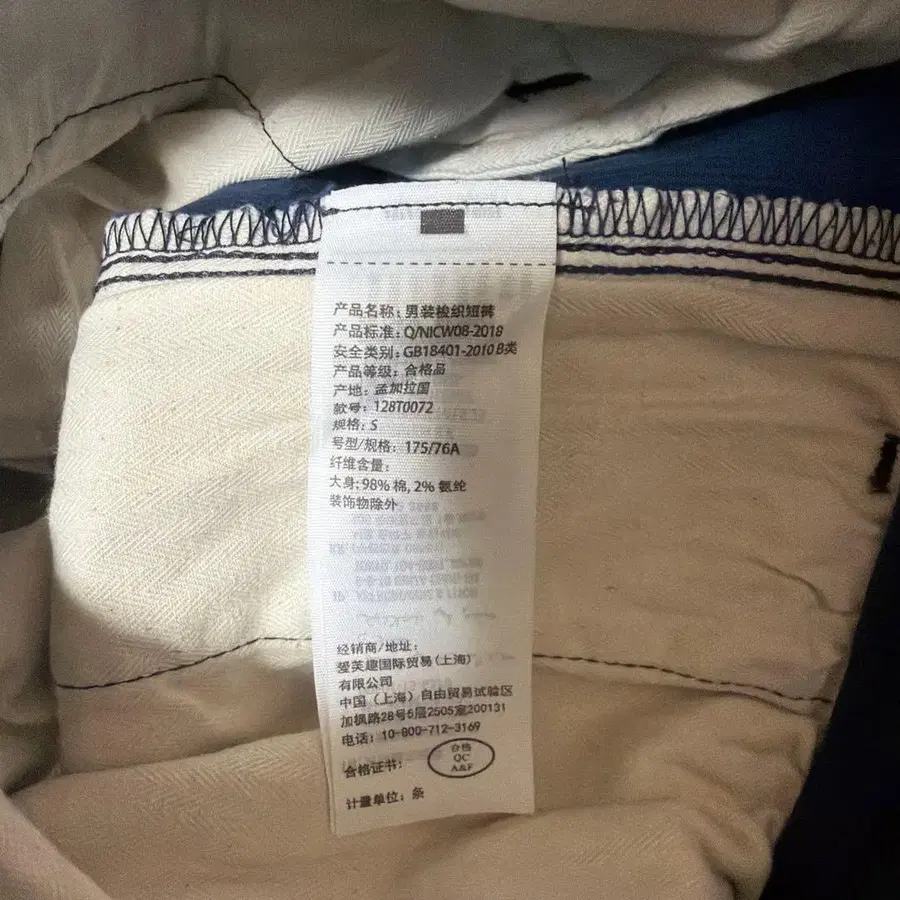 产品名称：男装梭织短裤
产品标准：Q/NICW08-2018
安全类别：GB18401-2010 B类
产品等级：合格品
产地：孟加拉国
款号：128T0072
规格：S
号型/规格：175/76A
纤维含量：
大身：98% 棉, 2% 氨纶
装饰物除外
经销商/地址：
爱芙趣国际贸易(上海)
有限公司
中国（上海）自由贸易试验区
加枫路28号6层2505室200131
电话：10-800-712-3169
合格证书：
合格
QC
A&F
计量单位：条